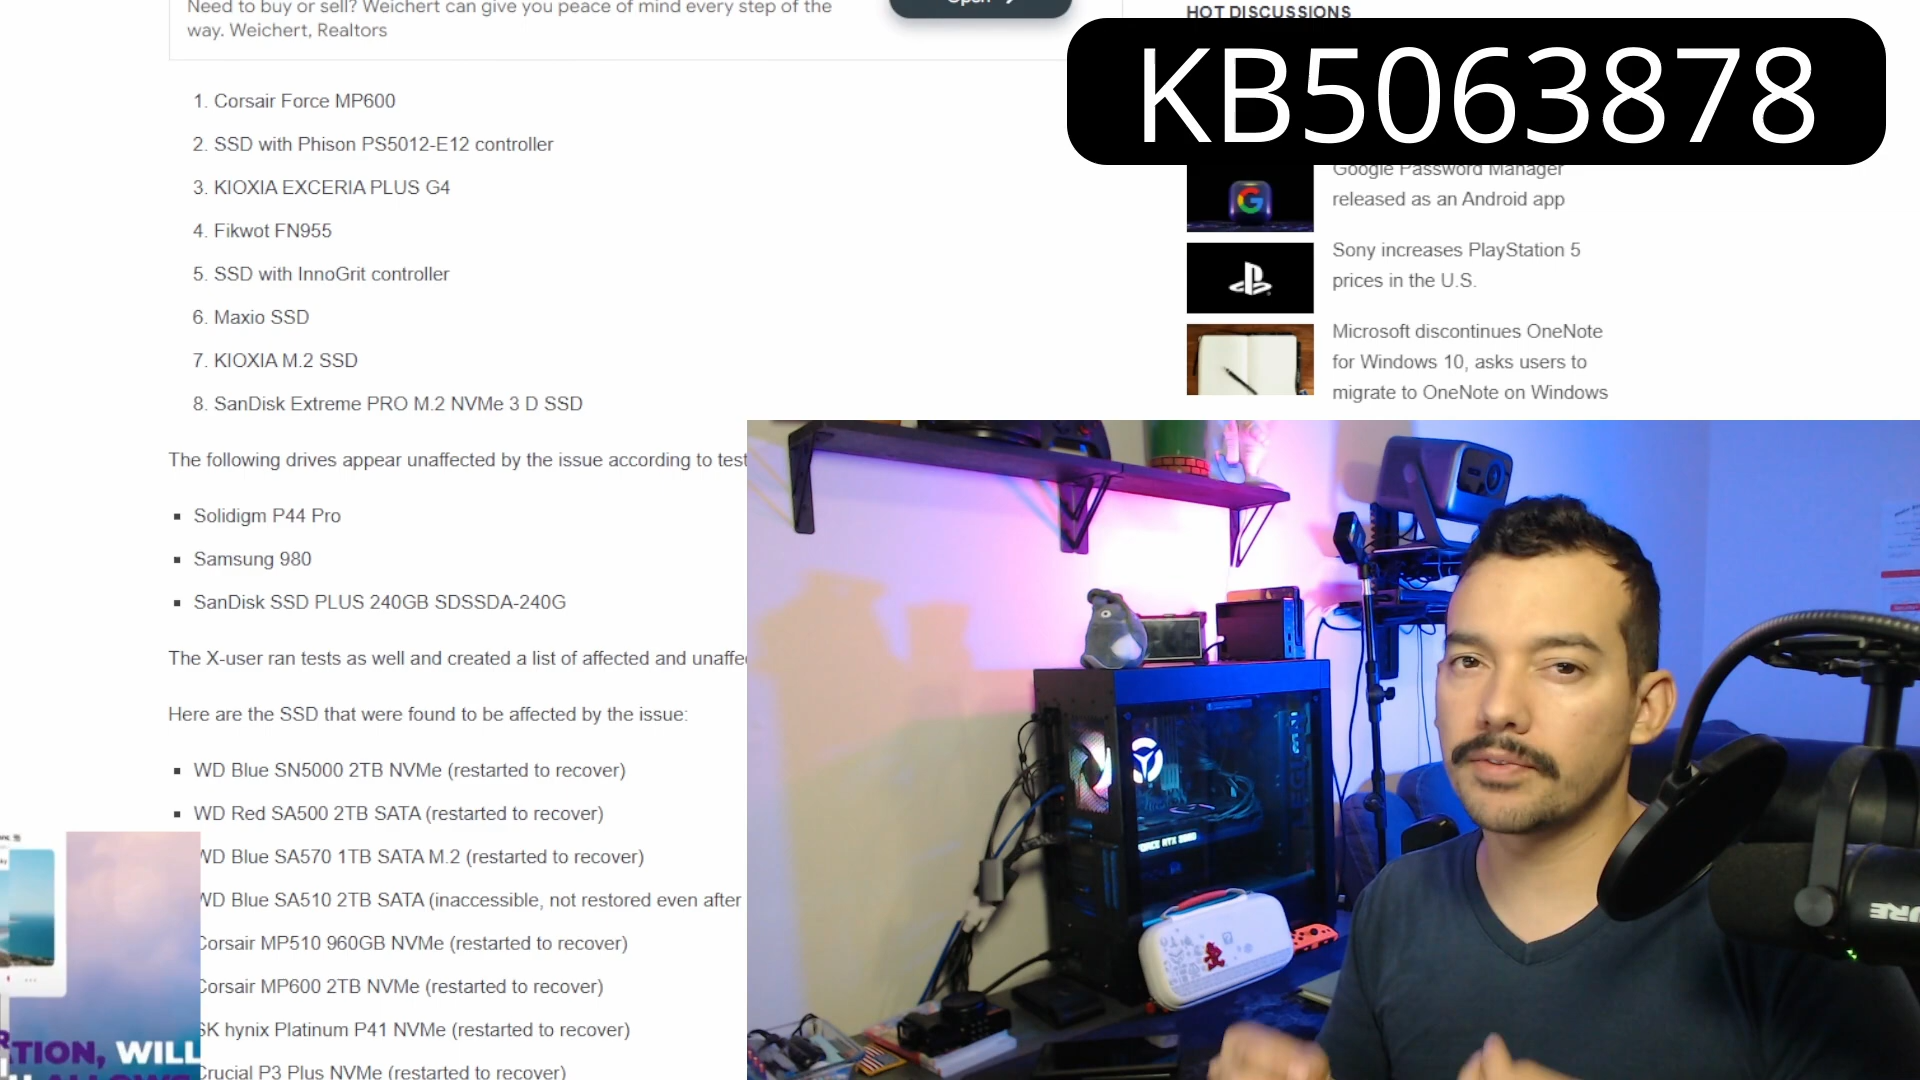 Need to buy or sell? Weichert can give you peace of mind every step of the
way. Weichert, Realtors
Open
HOT DISCUSSIONS
KB5063878
1. Corsair Force MP600
2. SSD with Phison PS5012-E12 controller
3. KIOXIA EXCERIA PLUS G4
4. Fikwot FN955
5. SSD with InnoGrit controller
6. Maxio SSD
7. KIOXIA M.2 SSD
8. SanDisk Extreme PRO M.2 NVMe 3 D SSD
Google Password Manager
released as an Android app
Sony increases PlayStation 5
prices in the U.S.
Microsoft discontinues OneNote
for Windows 10, asks users to
migrate to OneNote on Windows
The following drives appear unaffected by the issue according to test
Solidigm P44 Pro
Samsung 980
SanDisk SSD PLUS 240GB SDSSDA-240G
The X-user ran tests as well and created a list of affected and unaffe
Here are the SSD that were found to be affected by the issue:
WD Blue SN5000 2TB NVMe (restarted to recover)
WD Red SA500 2TB SATA (restarted to recover)
WD Blue SA570 1TB SATA M.2 (restarted to recover)
WD Blue SA510 2TB SATA (inaccessible, not restored even after
Corsair MP510 960GB NVMe (restarted to recover)
Corsair MP600 2TB NVMe (restarted to recover)
SK hynix Platinum P41 NVMe (restarted to recover)
Crucial P3 Plus NVMe (restarted to recover)
TION, WILL
LEGION